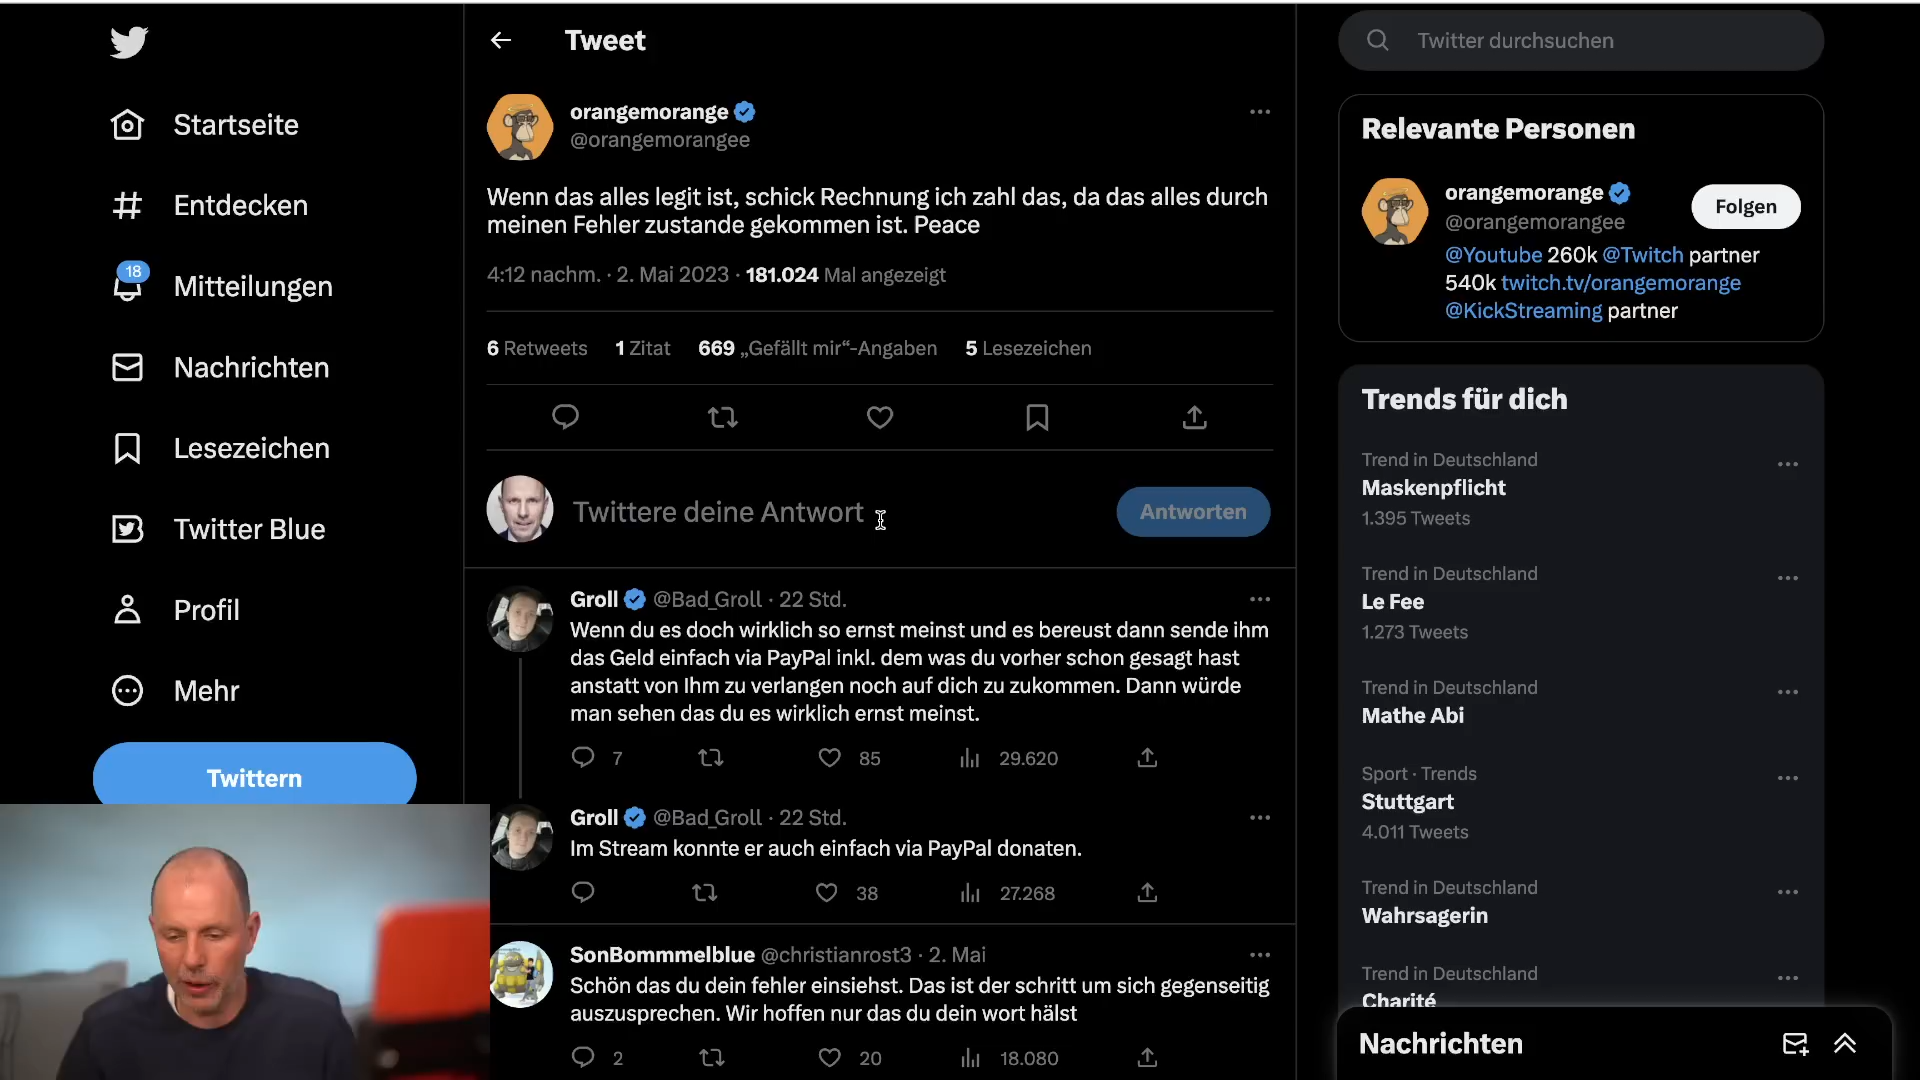 Tweet
Twitter durchsuchen
Startseite
Entdecken
18
Mitteilungen
Nachrichten
Lesezeichen
Twitter Blue
Profil
Mehr
Twittern
orangemorange
@orangemorangee
Wenn das alles legit ist, schick Rechnung ich zahl das, da das alles durch
meinen Fehler zustande gekommen ist. Peace
4:12 nachm. · 2. Mai 2023 · 181.024 Mal angezeigt
6 Retweets 1 Zitat 669 „Gefällt mir“-Angaben 5 Lesezeichen
Twittere deine Antwort
Antworten
Groll @Bad_Groll · 22 Std.
Wenn du es doch wirklich so ernst meinst und es bereust dann sende ihm
das Geld einfach via PayPal inkl. dem was du vorher schon gesagt hast
anstatt von Ihm zu verlangen noch auf dich zu zukommen. Dann würde
man sehen das du es wirklich ernst meinst.
7 85 29.620
Groll @Bad_Groll · 22 Std.
Im Stream konnte er auch einfach via PayPal donaten.
38 27.268
SonBommmelblue @christianrost3 · 2. Mai
Schön das du dein fehler einsiehst. Das ist der schritt um sich gegenseitig
auszusprechen. Wir hoffen nur das du dein wort hälst
2 20 18.080
Relevante Personen
orangemorange
@orangemorangee
Folgen
@Youtube 260k @Twitch partner
540k twitch.tv/orangemorange
@KickStreaming partner
Trends für dich
Trend in Deutschland
Maskenpflicht
1.395 Tweets
Trend in Deutschland
Le Fee
1.273 Tweets
Trend in Deutschland
Mathe Abi
Sport · Trends
Stuttgart
4.011 Tweets
Trend in Deutschland
Wahrsagerin
Trend in Deutschland
Charité
Nachrichten